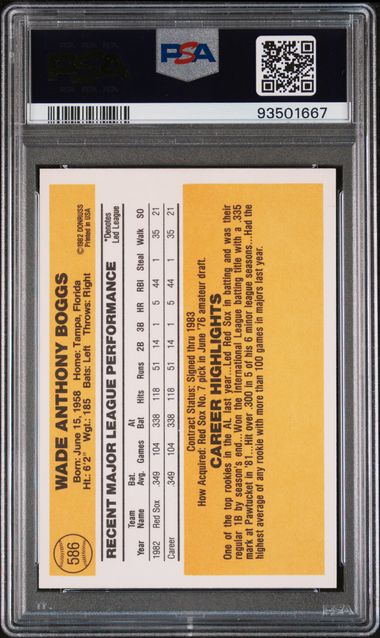 PSA
93501667
586
WADE ANTHONY BOGGS
Born: June 15, 1958 Home: Tampa, Florida
Ht.: 6'2" Wgt.: 185 Bats: Left Throws: Right
©1982 DONRUSS
Printed in USA
RECENT MAJOR LEAGUE PERFORMANCE
*Denotes
Led League
Year Team Name Bat. Avg. Games At Bat Hits Runs 2B 3B HR RBI Steal Walk SO
1982 Red Sox .349 104 338 118 51 14 1 5 44 1 35 21
Career .349 104 338 118 51 14 1 5 44 1 35 21
Contract Status: Signed thru 1983
How Acquired: Red Sox No. 7 pick in June '76 amateur draft.
CAREER HIGHLIGHTS
One of the top rookies in the AL last year...Led Red Sox in batting and was their
regular 1B by season's end...Won the International League batting title with a .335
mark at Pawtucket in '81...Hit over .300 in 5 of his 6 minor league seasons...Had the
highest average of any rookie with more than 100 games in majors last year.